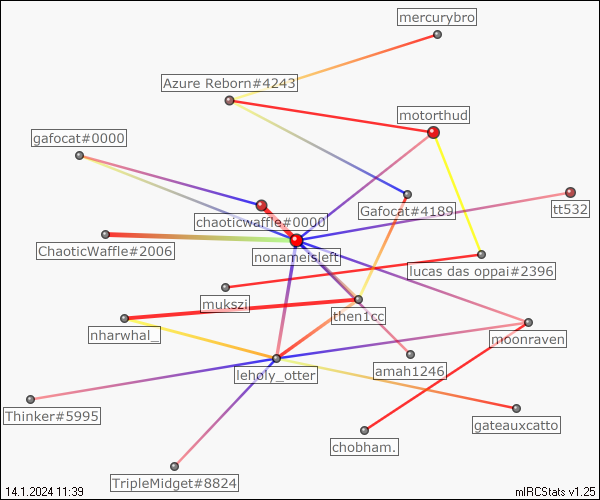 mercurybro
Azure Reborn#4243
motorthud
gafocat#0000
chaoticwaffle#0000
Gafocat#4189
tt532
ChaoticWaffle#2006
nonameisleft
lucas das oppai#2396
mukszi
then1cc
nharwhal_
moonraven
leholy_otter
amah1246
Thinker#5995
gateauxcatto
chobham.
TripleMidget#8824
14.1.2024 11:39
mIRCStats v1.25